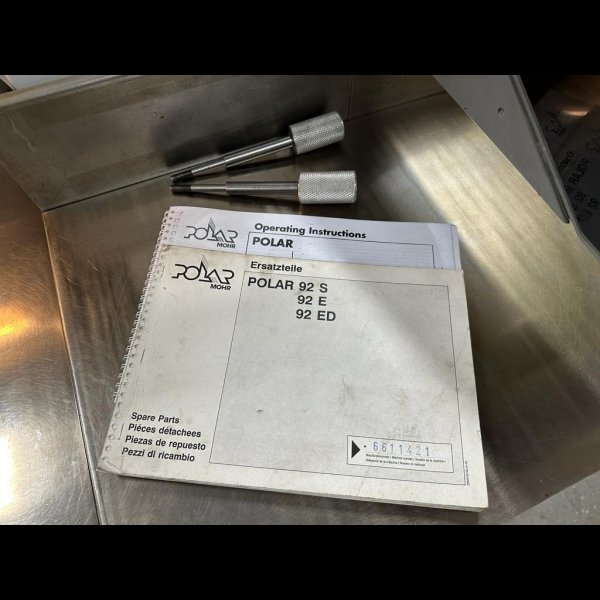 POLAR
MOHR
Operating Instructions
POLAR
POLAR
MOHR
Ersatzteile
POLAR 92 S
92 E
92 ED
Spare Parts
Piéces détachees
Piezas de repuesto
Pezzi di ricambio
6611421